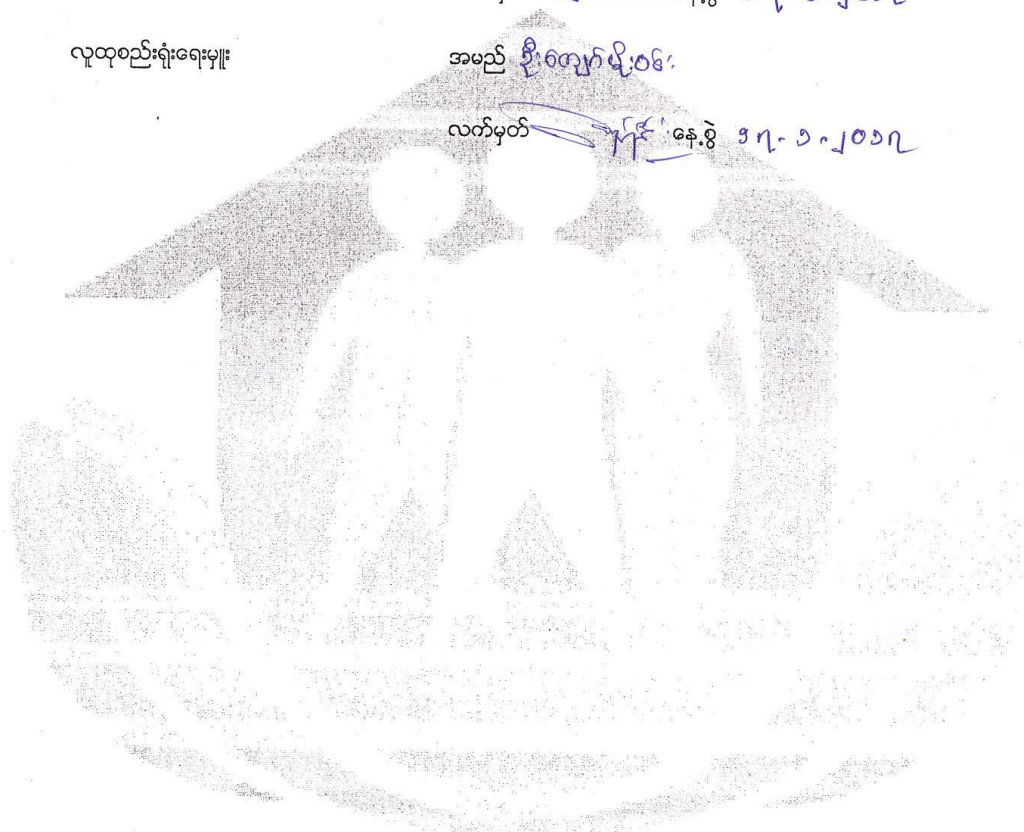 လူထုစည်းရုံးရေးမှူး အမည် ဦးကျော်မိုးဝင်း
လက်မှတ် နေ့စွဲ ၁၇-၁-၂၀၁၇